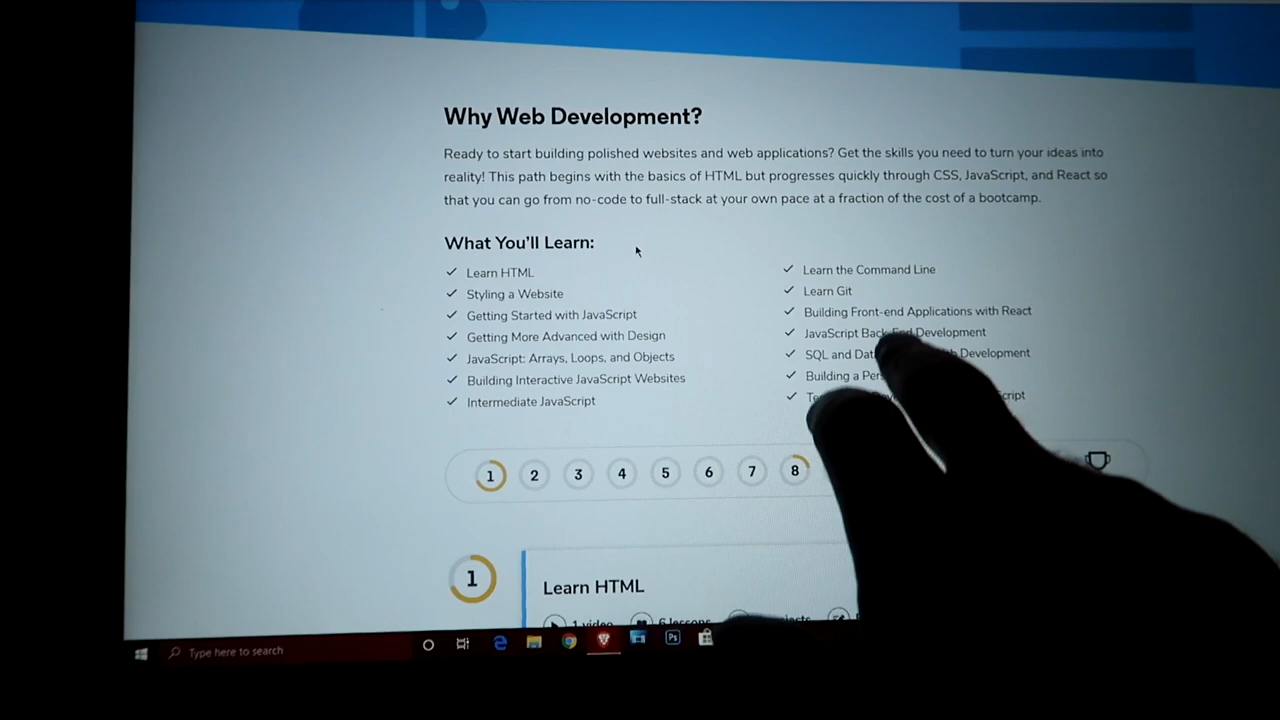 Why Web Development?
Ready to start building polished websites and web applications? Get the skills you need to turn your ideas into
reality! This path begins with the basics of HTML but progresses quickly through CSS, JavaScript, and React so
that you can go from no-code to full-stack at your own pace at a fraction of the cost of a bootcamp.
What You'll Learn:
Learn HTML
Styling a Website
Getting Started with JavaScript
Getting More Advanced with Design
JavaScript: Arrays, Loops, and Objects
Building Interactive JavaScript Websites
Intermediate JavaScript
Learn the Command Line
Learn Git
Building Front-end Applications with React
JavaScript Back-End Development
SQL and Development
Building a
1 2 3 4 5 6 7 8
1
Learn HTML
1 video 6 lessons
Type here to search
Ps